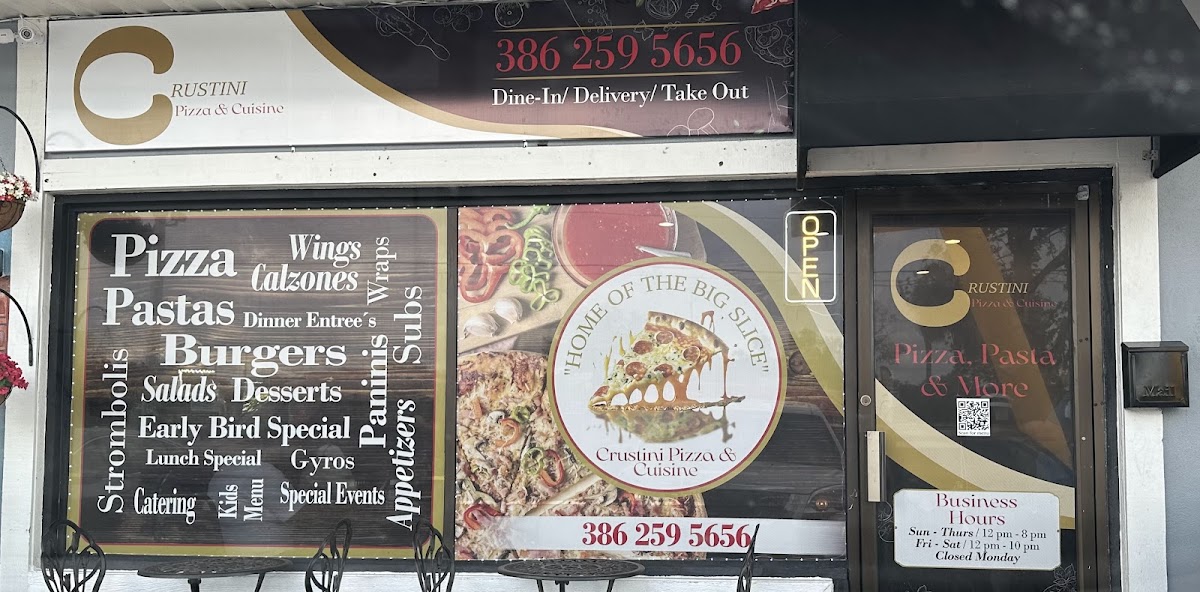 CRUSTINI
Pizza & Cuisine
386 259 5656
Dine-In/ Delivery/ Take Out
Pizza
Wings
Calzones
Wraps
Pastas
Dinner Entree´s
Subs
Burgers
Strombolis
Salads Desserts
Paninis
Early Bird Special
Appetizers
Lunch Special Gyros
Catering
Kids
Menu
Special Events
"HOME OF THE BIG SLICE"
Crustini Pizza &
Cuisine
386 259 5656
OPEN
CRUSTINI
Pizza & Cuisine
Pizza, Pasta
& More
MAIL
Business
Hours
Sun - Thurs / 12 pm - 8 pm
Fri - Sat / 12 pm - 10 pm
Closed Monday